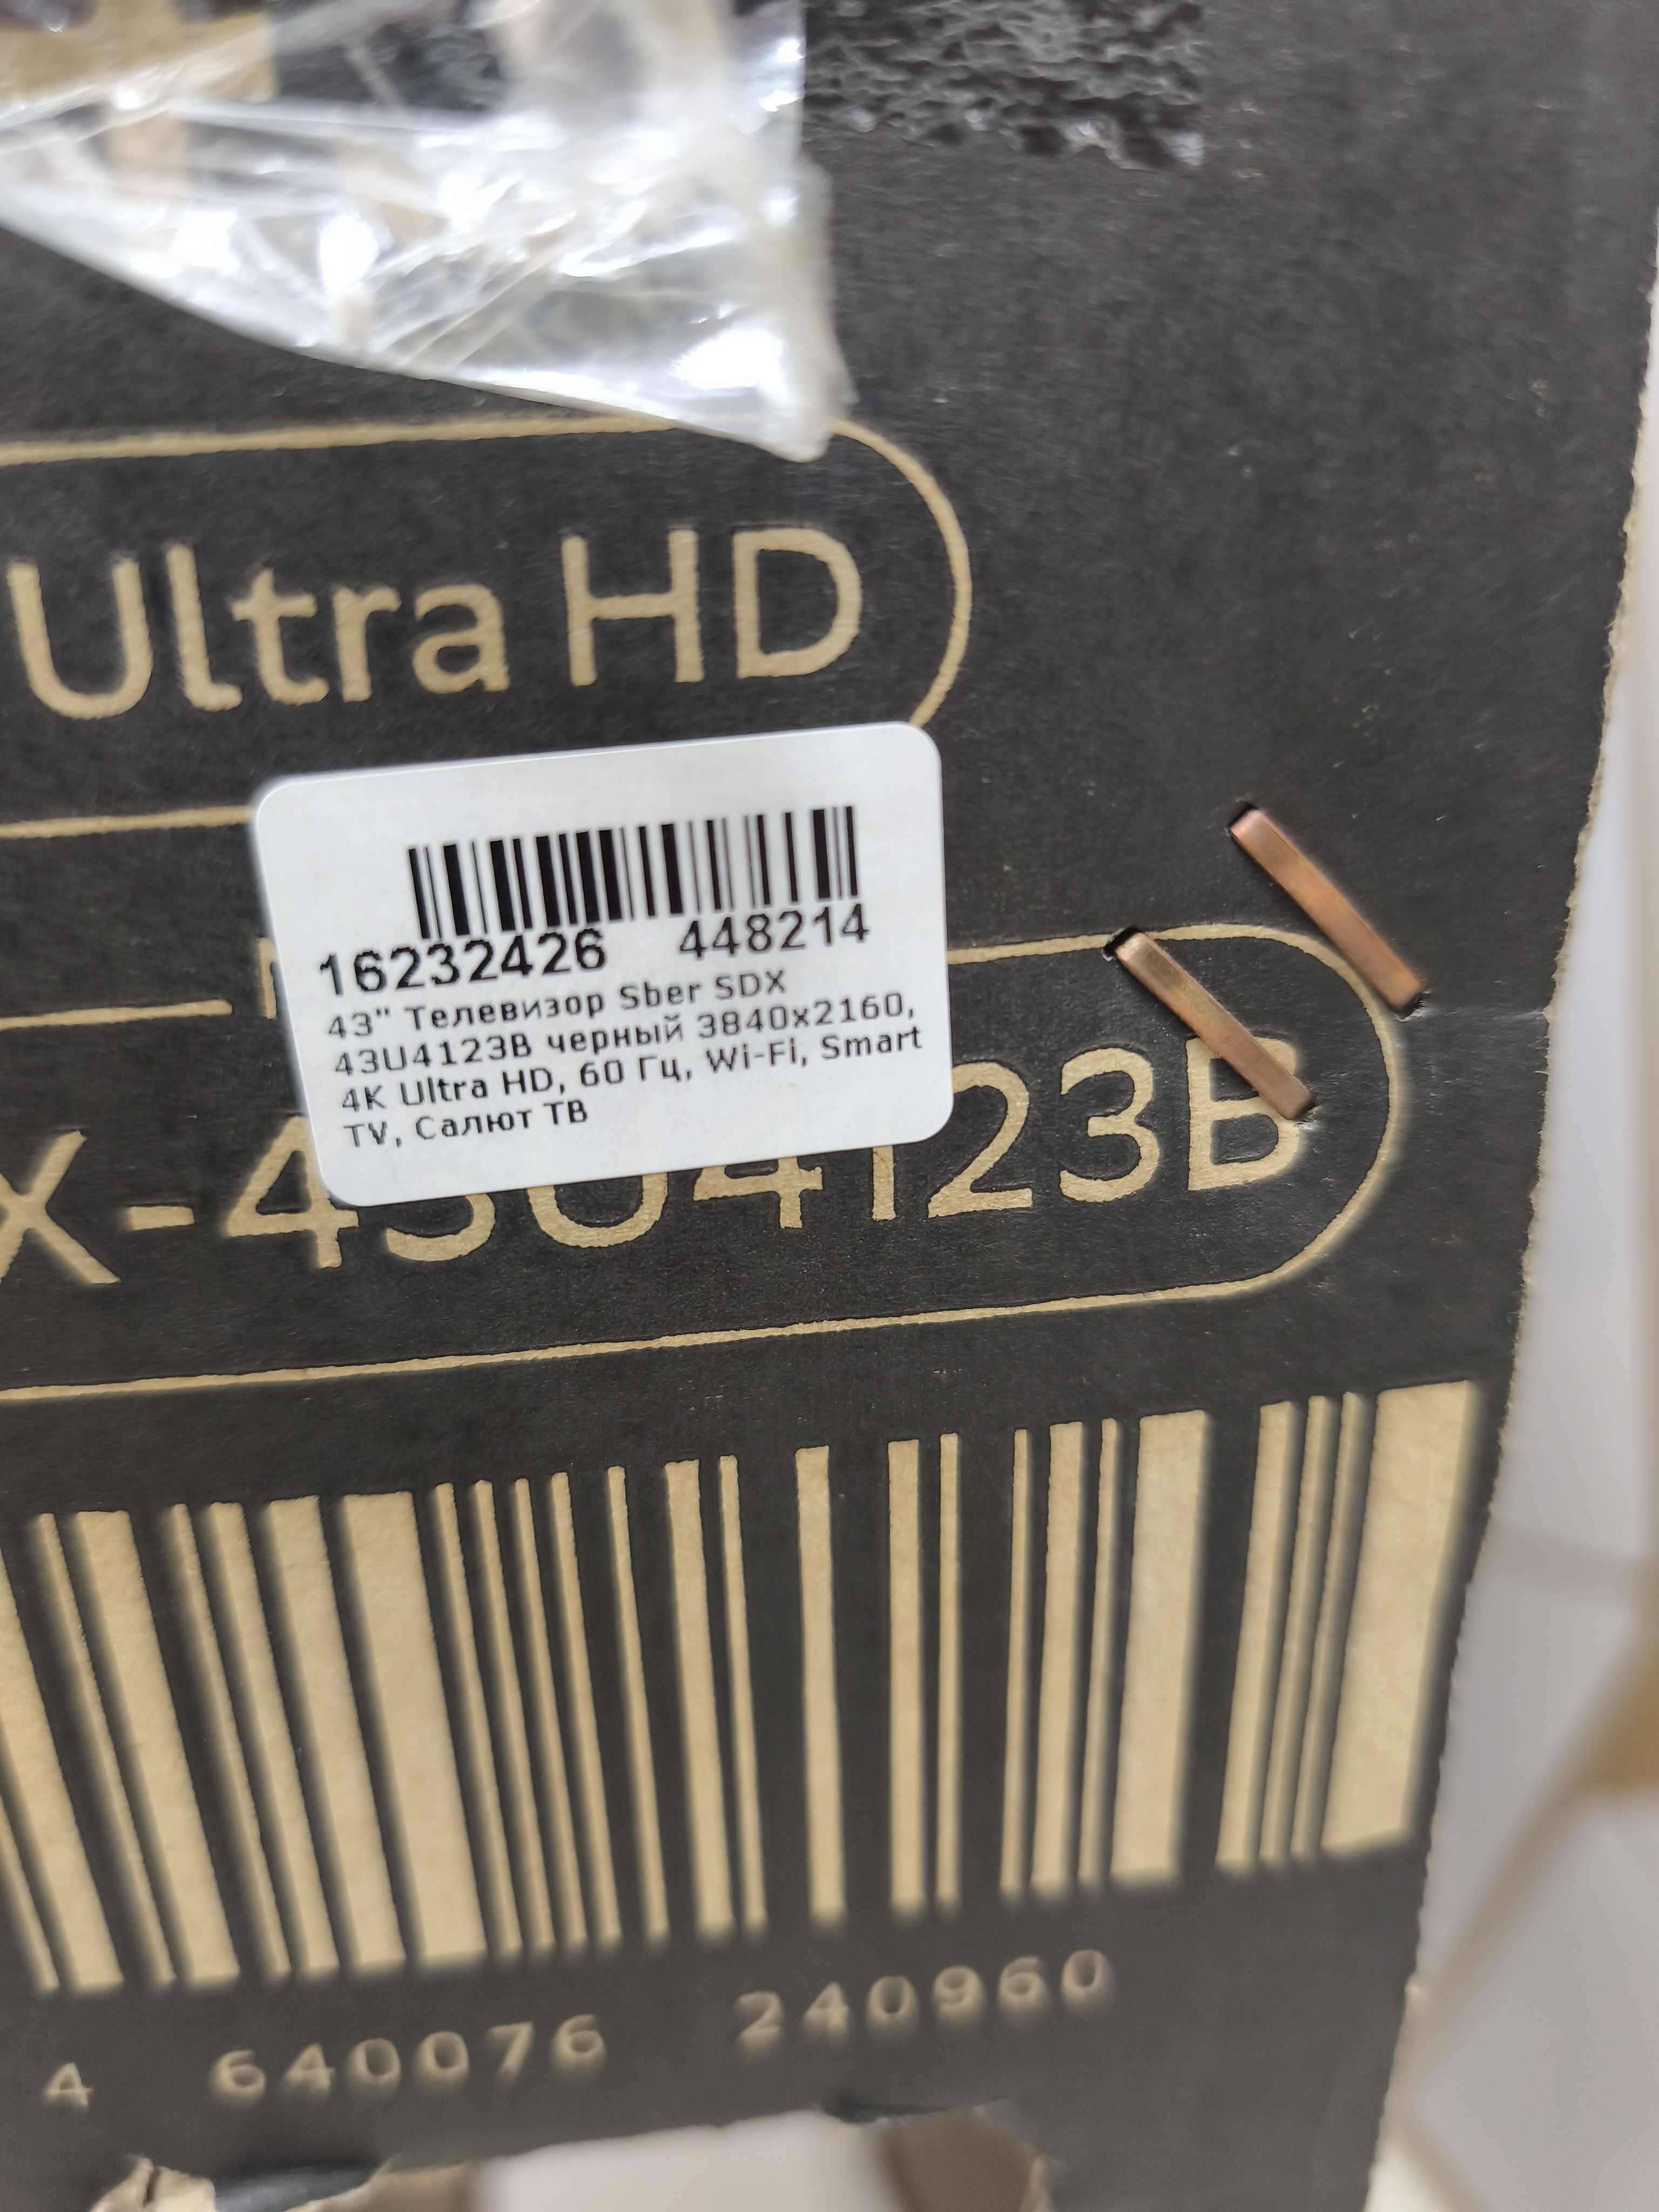 Ultra HD
16232426 448214
43" Телевизор Sber SDX
43U4123B черный 3840x2160,
4K Ultra HD, 60 Гц, Wi-Fi, Smart
TV, Салют ТВ
X-43U4123B
4 640076 240960